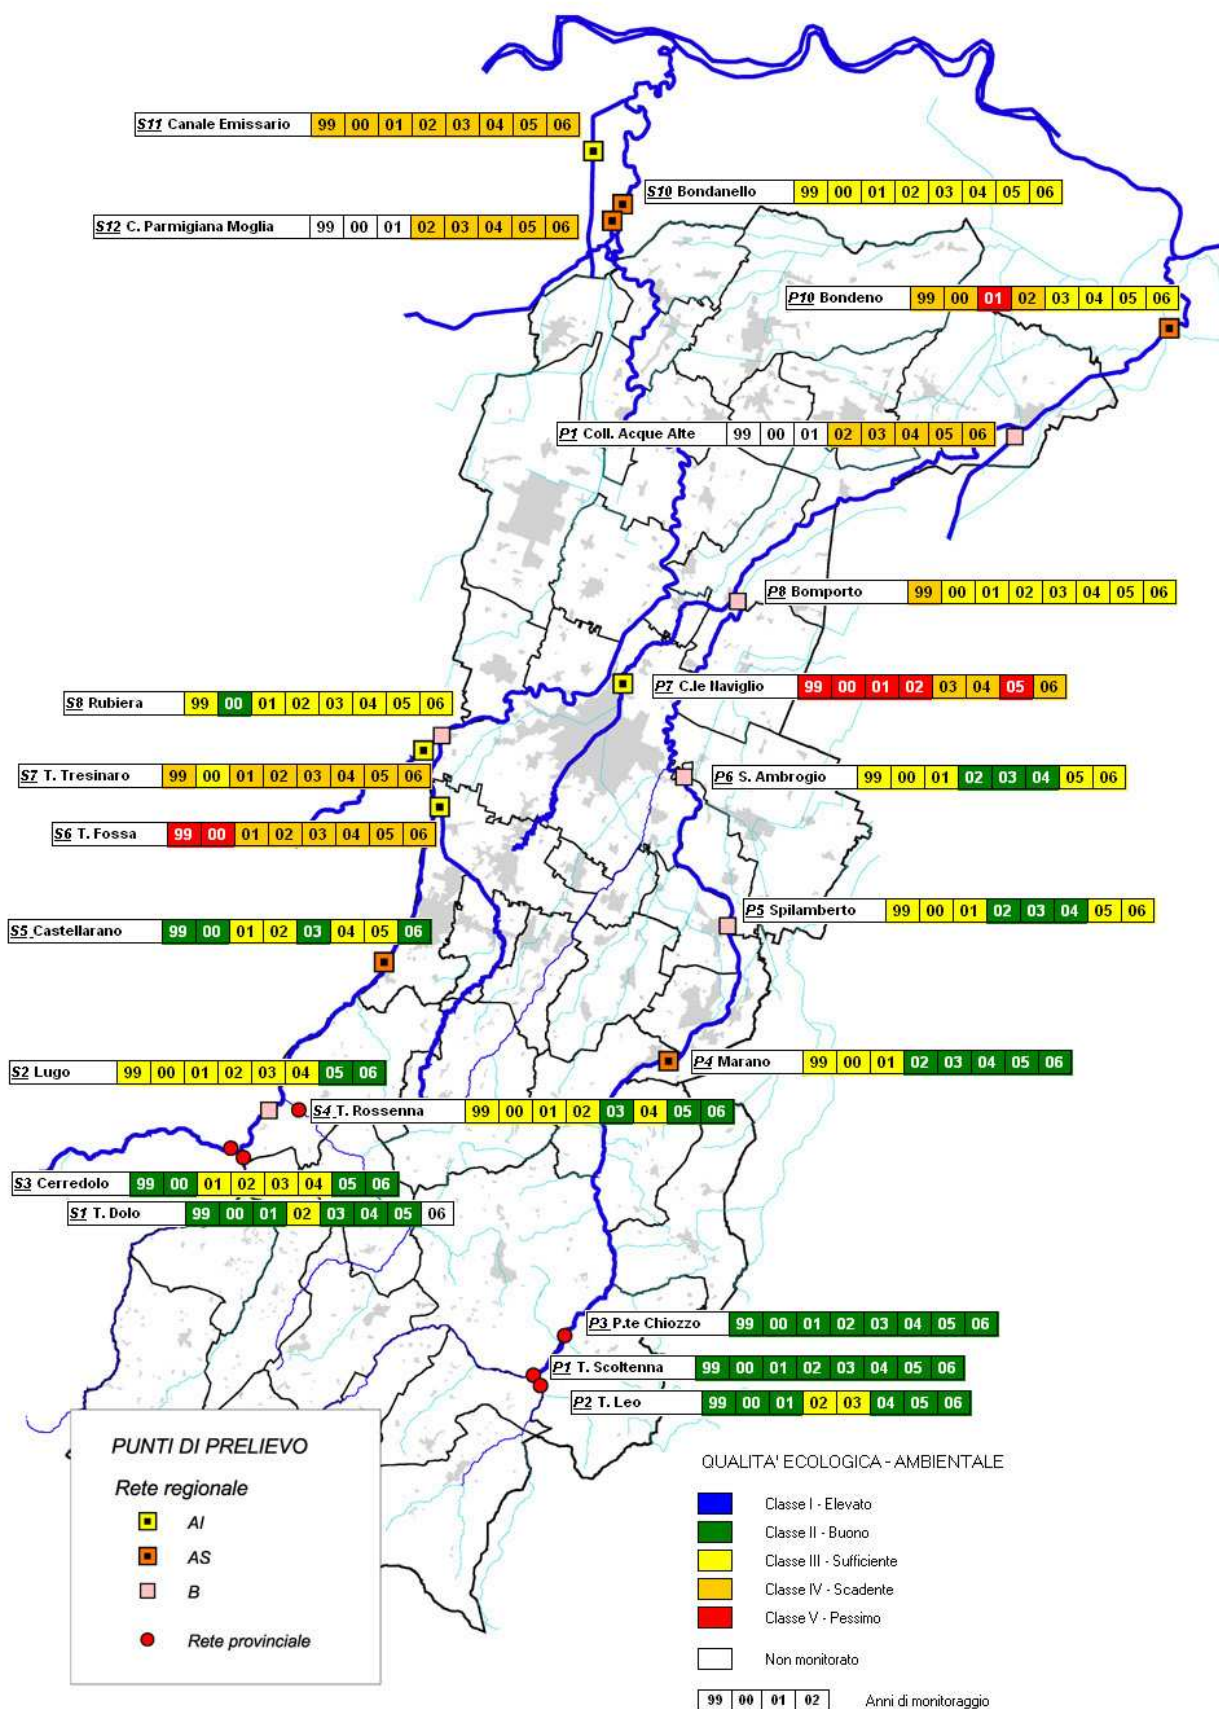 S11 Canale Emissario 99 00 01 02 03 04 05 06
S10 Bondanello 99 00 01 02 03 04 05 06
S12 C. Parmigiana Moglia 99 00 01 02 03 04 05 06
P10 Bondeno 99 00 01 02 03 04 05 06
P1 Coll. Acque Alte 99 00 01 02 03 04 05 06
P8 Bomporto 99 00 01 02 03 04 05 06
P7 C.le Naviglio 99 00 01 02 03 04 05 06
S8 Rubiera 99 00 01 02 03 04 05 06
S7 T. Tresinaro 99 00 01 02 03 04 05 06
P6 S. Ambrogio 99 00 01 02 03 04 05 06
S6 T. Fossa 99 00 01 02 03 04 05 06
P5 Spilamberto 99 00 01 02 03 04 05 06
S5 Castellarano 99 00 01 02 03 04 05 06
P4 Marano 99 00 01 02 03 04 05 06
S2 Lugo 99 00 01 02 03 04 05 06
S4 T. Rossenna 99 00 01 02 03 04 05 06
S3 Cerredolo 99 00 01 02 03 04 05 06
S1 T. Dolo 99 00 01 02 03 04 05 06
P3 P.te Chiozzo 99 00 01 02 03 04 05 06
P1 T. Scoltenna 99 00 01 02 03 04 05 06
P2 T. Leo 99 00 01 02 03 04 05 06
PUNTI DI PRELIEVO
Rete regionale
AI
AS
B
Rete provinciale
QUALITA' ECOLOGICA - AMBIENTALE
Classe I - Elevato
Classe II - Buono
Classe III - Sufficiente
Classe IV - Scadente
Classe V - Pessimo
Non monitorato
99 00 01 02 Anni di monitoraggio